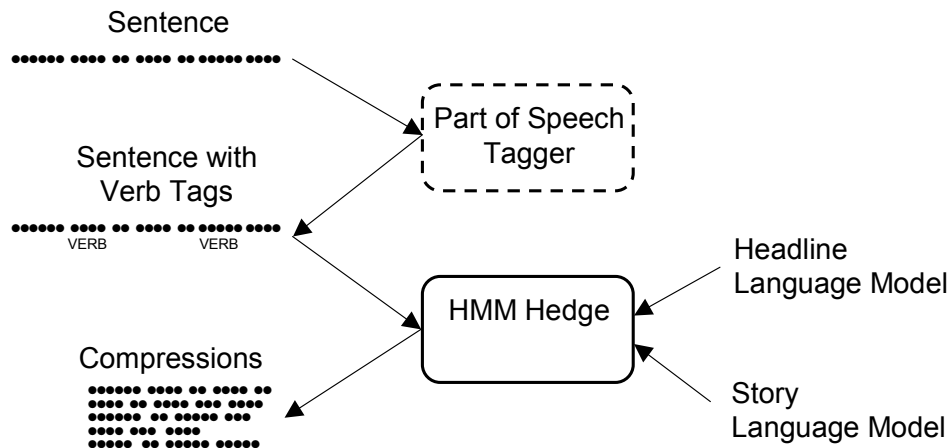 Sentence
Part of Speech
Tagger
Sentence with
Verb Tags
VERB VERB
HMM Hedge
Headline
Language Model
Compressions
Story
Language Model